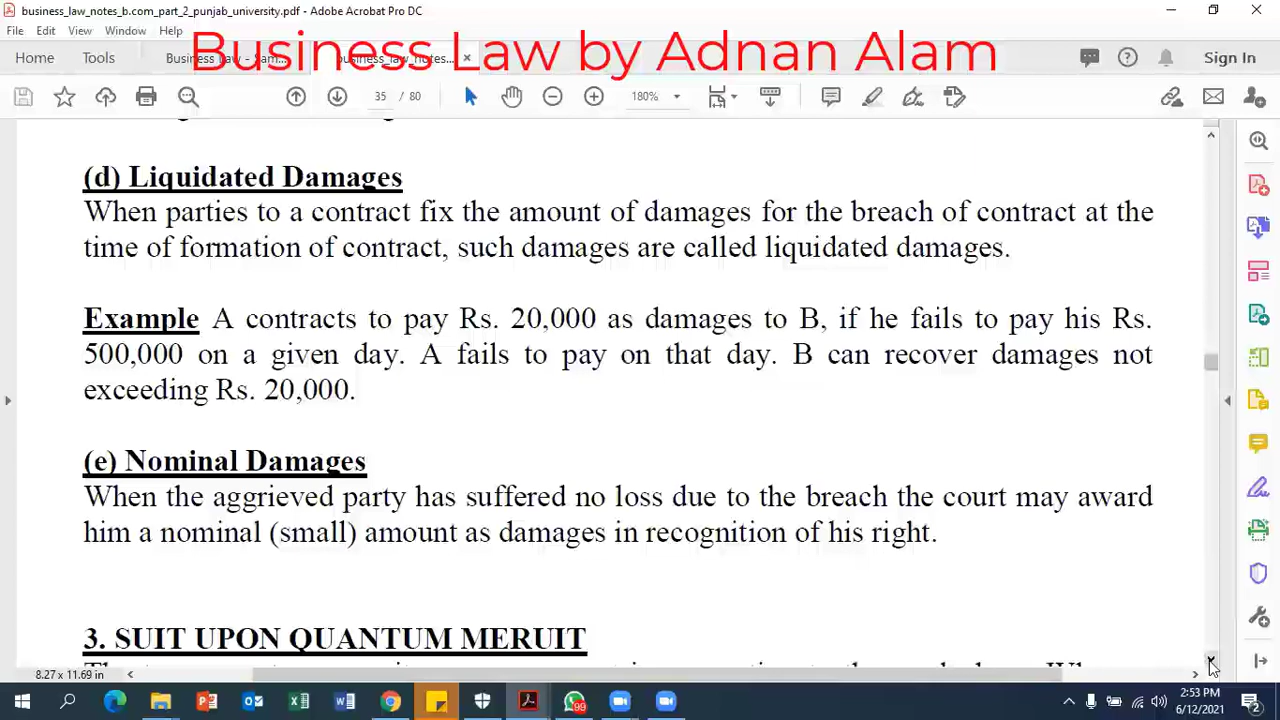 business_law_notes_b.com_part_2_punjab_university.pdf - Adobe Acrobat Pro DC
File Edit View Window Help
Business Law by Adnan Alam
Home Tools Business Law - Sam... business_law_notes... × Sign In
35 / 80 180%
(d) Liquidated Damages
When parties to a contract fix the amount of damages for the breach of contract at the
time of formation of contract, such damages are called liquidated damages.
Example A contracts to pay Rs. 20,000 as damages to B, if he fails to pay his Rs.
500,000 on a given day. A fails to pay on that day. B can recover damages not
exceeding Rs. 20,000.
(e) Nominal Damages
When the aggrieved party has suffered no loss due to the breach the court may award
him a nominal (small) amount as damages in recognition of his right.
3. SUIT UPON QUANTUM MERUIT
8.27 x 11.69 in
99
2:53 PM
6/12/2021
2